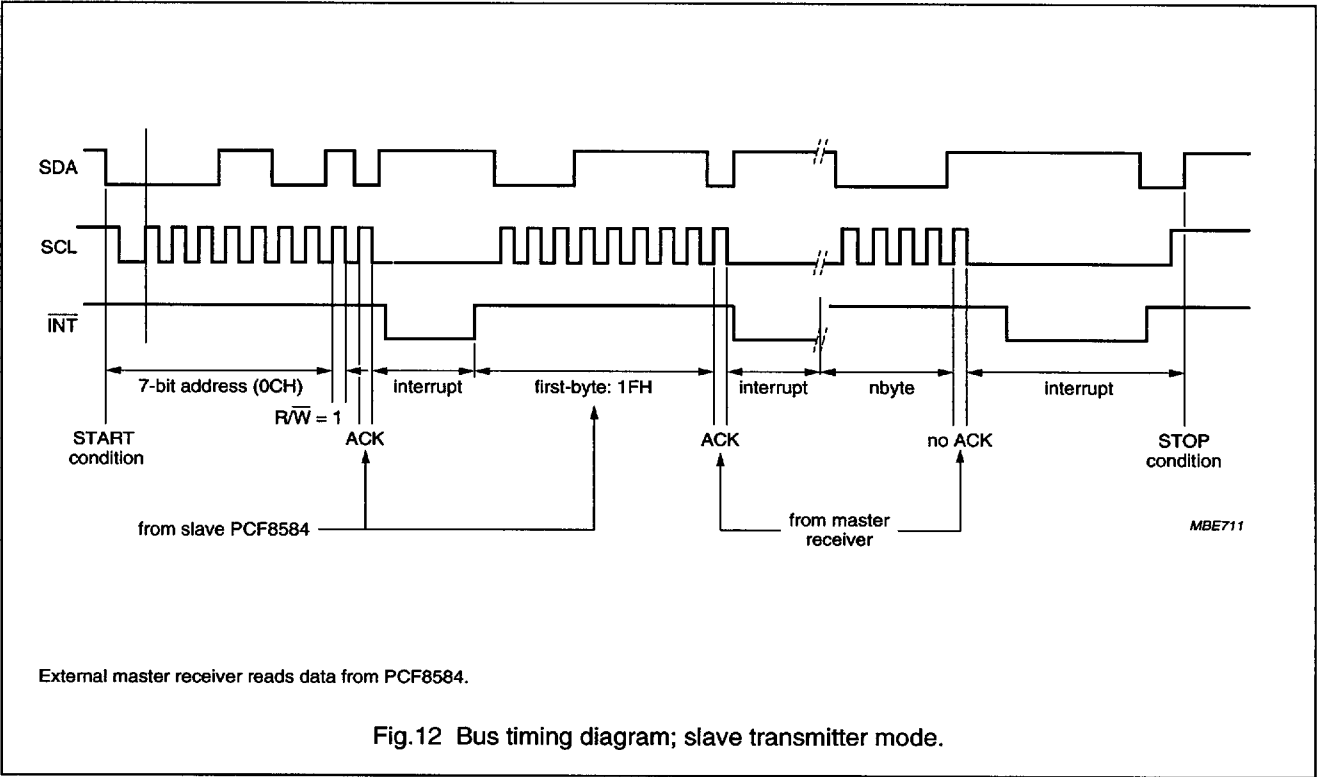 SDA
SCL
INT
7-bit address (0CH)
interrupt
first-byte: 1FH
interrupt
nbyte
interrupt
R/W = 1
START
condition
ACK
ACK
no ACK
STOP
condition
from slave PCF8584
from master
receiver
MBE711
External master receiver reads data from PCF8584.
Fig.12 Bus timing diagram; slave transmitter mode.